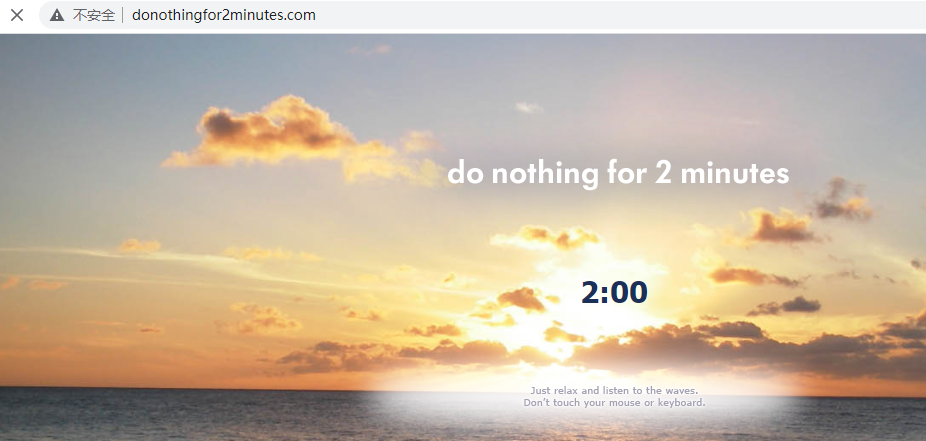 不安全 donothingfor2minutes.com
do nothing for 2 minutes
2:00
Just relax and listen to the waves.
Don't touch your mouse or keyboard.